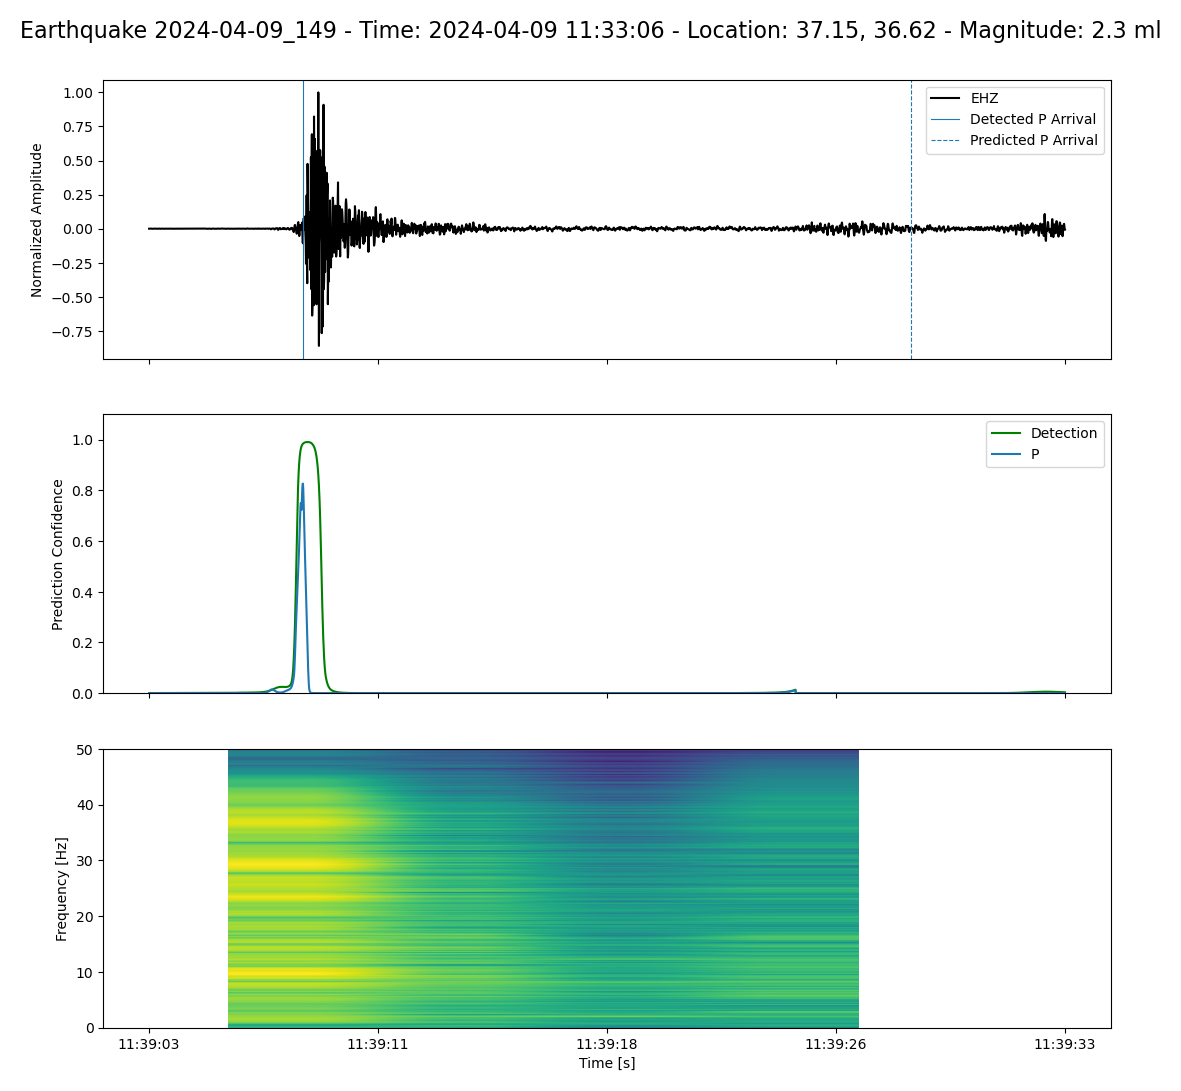 Earthquake 2024-04-09_149 - Time: 2024-04-09 11:33:06 - Location: 37.15, 36.62 - Magnitude: 2.3 ml
1.00
0.75
0.50
0.25
0.00
−0.25
−0.50
−0.75
Normalized Amplitude
EHZ
Detected P Arrival
Predicted P Arrival
1.0
0.8
0.6
0.4
0.2
0.0
Prediction Confidence
Detection
P
50
40
30
20
10
0
Frequency [Hz]
11:39:03
11:39:11
11:39:18
11:39:26
11:39:33
Time [s]